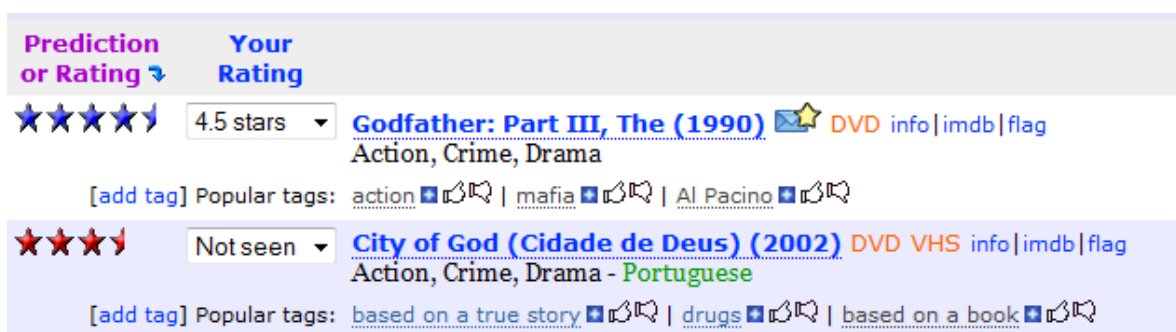 Prediction or Rating
Your Rating
4.5 stars Godfather: Part III, The (1990) DVD info|imdb|flag
Action, Crime, Drama
[add tag] Popular tags: action | mafia | Al Pacino
Not seen City of God (Cidade de Deus) (2002) DVD VHS info|imdb|flag
Action, Crime, Drama - Portuguese
[add tag] Popular tags: based on a true story | drugs | based on a book